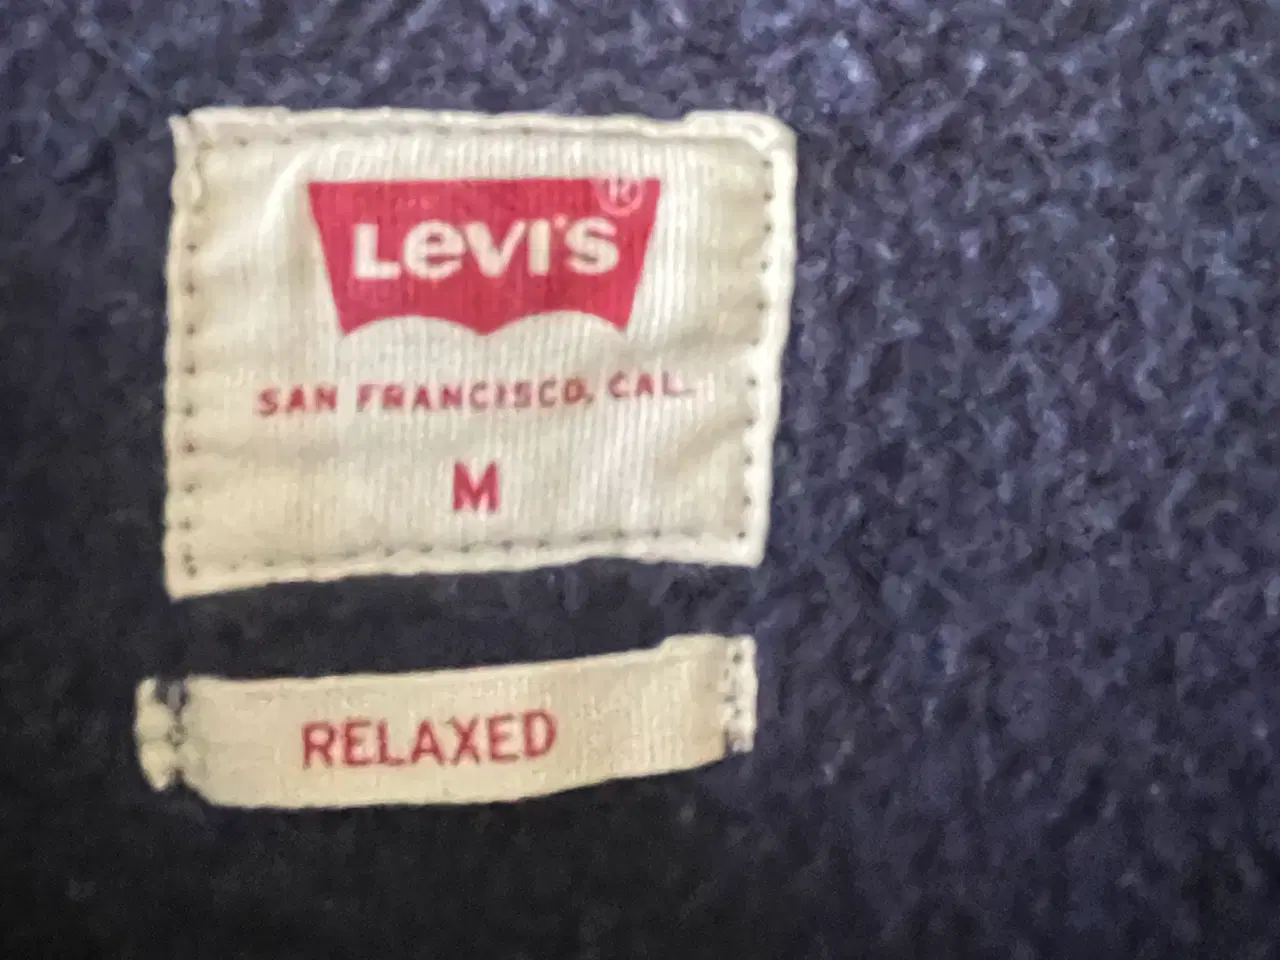 Levi's®
SAN FRANCISCO, CAL.
M
RELAXED